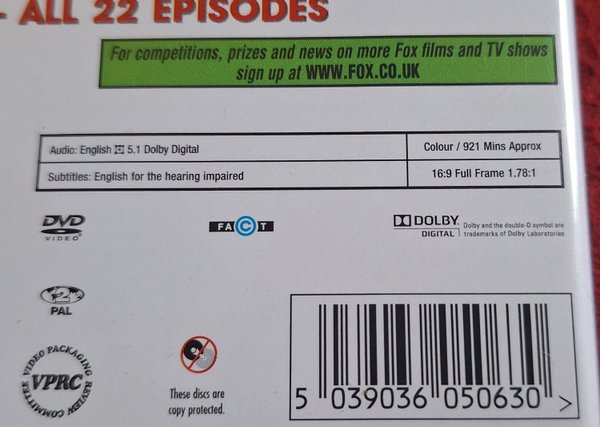 - ALL 22 EPISODES
For competitions, prizes and news on more Fox films and TV shows
sign up at WWW.FOX.CO.UK
Audio: English 5.1 Dolby Digital
Colour / 921 Mins Approx
Subtitles: English for the hearing impaired
16:9 Full Frame 1.78:1
DVD
VIDEO
FACT
DOLBY
DIGITAL
Dolby and the double-D symbol are
trademarks of Dolby Laboratories
2
PAL
VIDEO PACKAGING
REVIEW
COMMITTEE
VPRC
These discs are
copy protected.
5 039036 050630 >